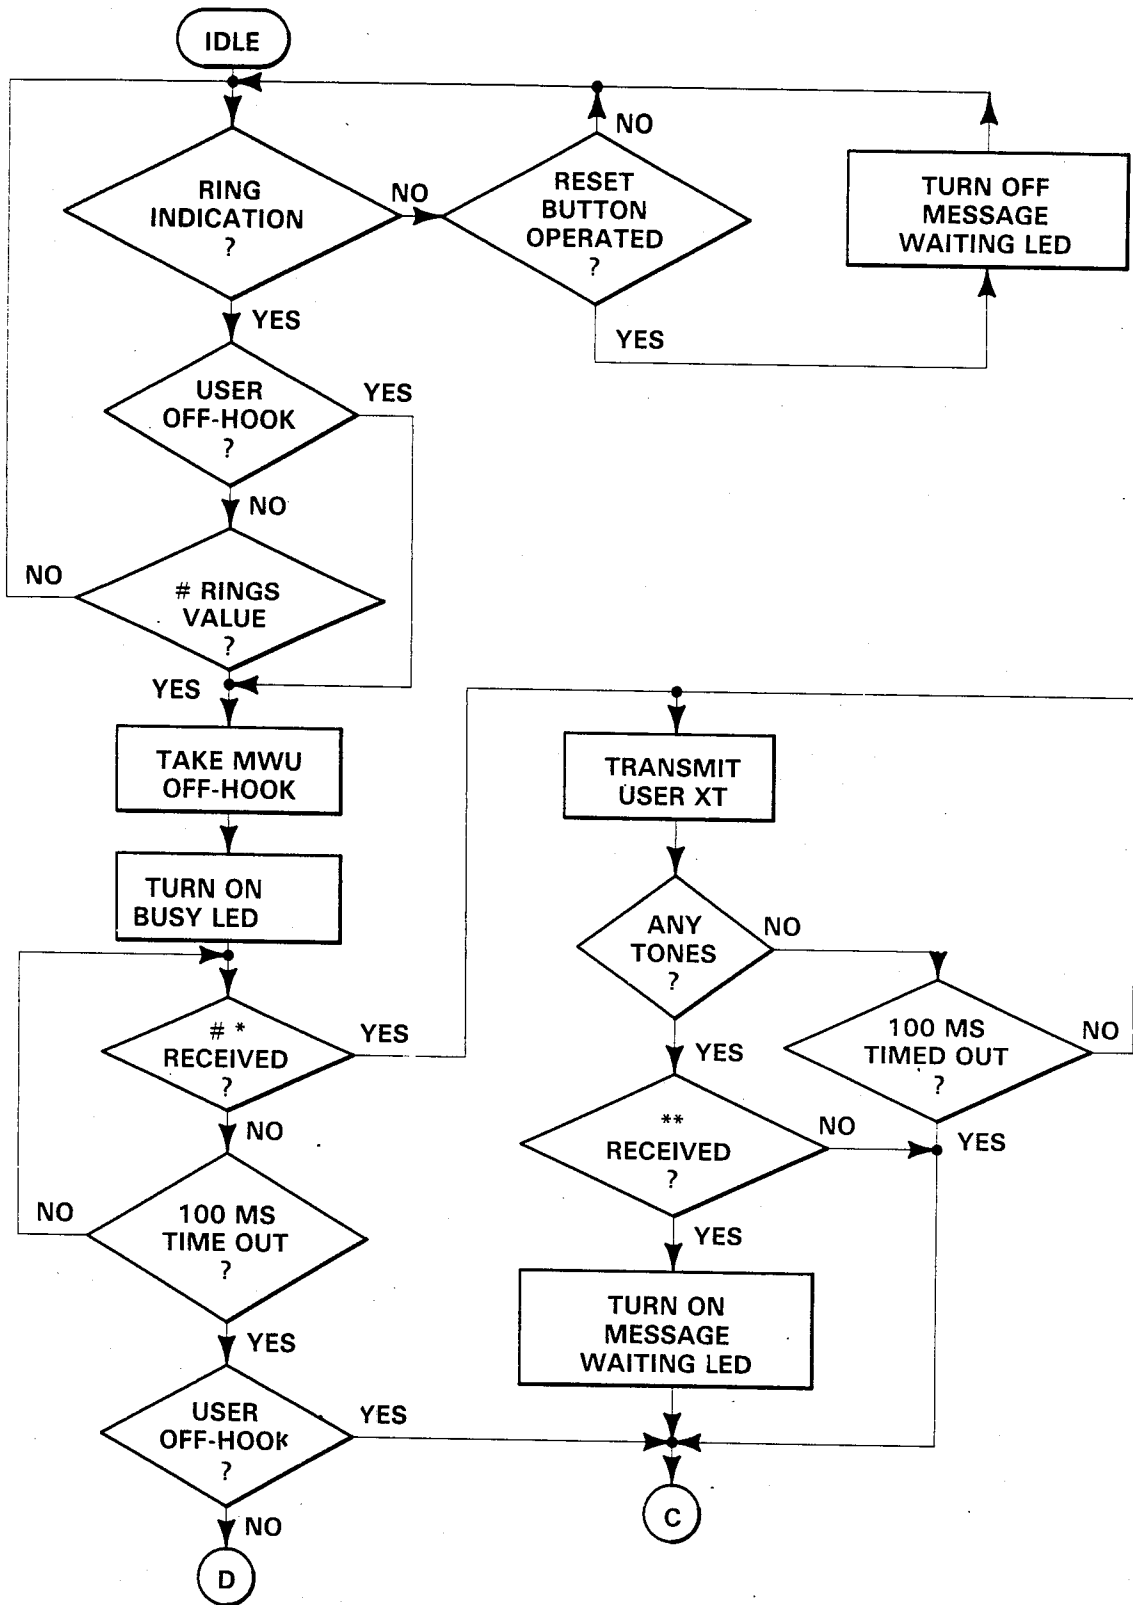 IDLE
RING
INDICATION
?
NO
RESET
BUTTON
OPERATED
?
NO
YES
TURN OFF
MESSAGE
WAITING LED
YES
USER
OFF-HOOK
?
YES
NO
# RINGS
VALUE
?
NO
YES
TAKE MWU
OFF-HOOK
TURN ON
BUSY LED
# *
RECEIVED
?
YES
NO
100 MS
TIME OUT
?
NO
YES
USER
OFF-HOOK
?
YES
NO
D
TRANSMIT
USER XT
ANY
TONES
?
NO
YES
100 MS
TIMED OUT
?
NO
YES
**
RECEIVED
?
NO
YES
TURN ON
MESSAGE
WAITING LED
C